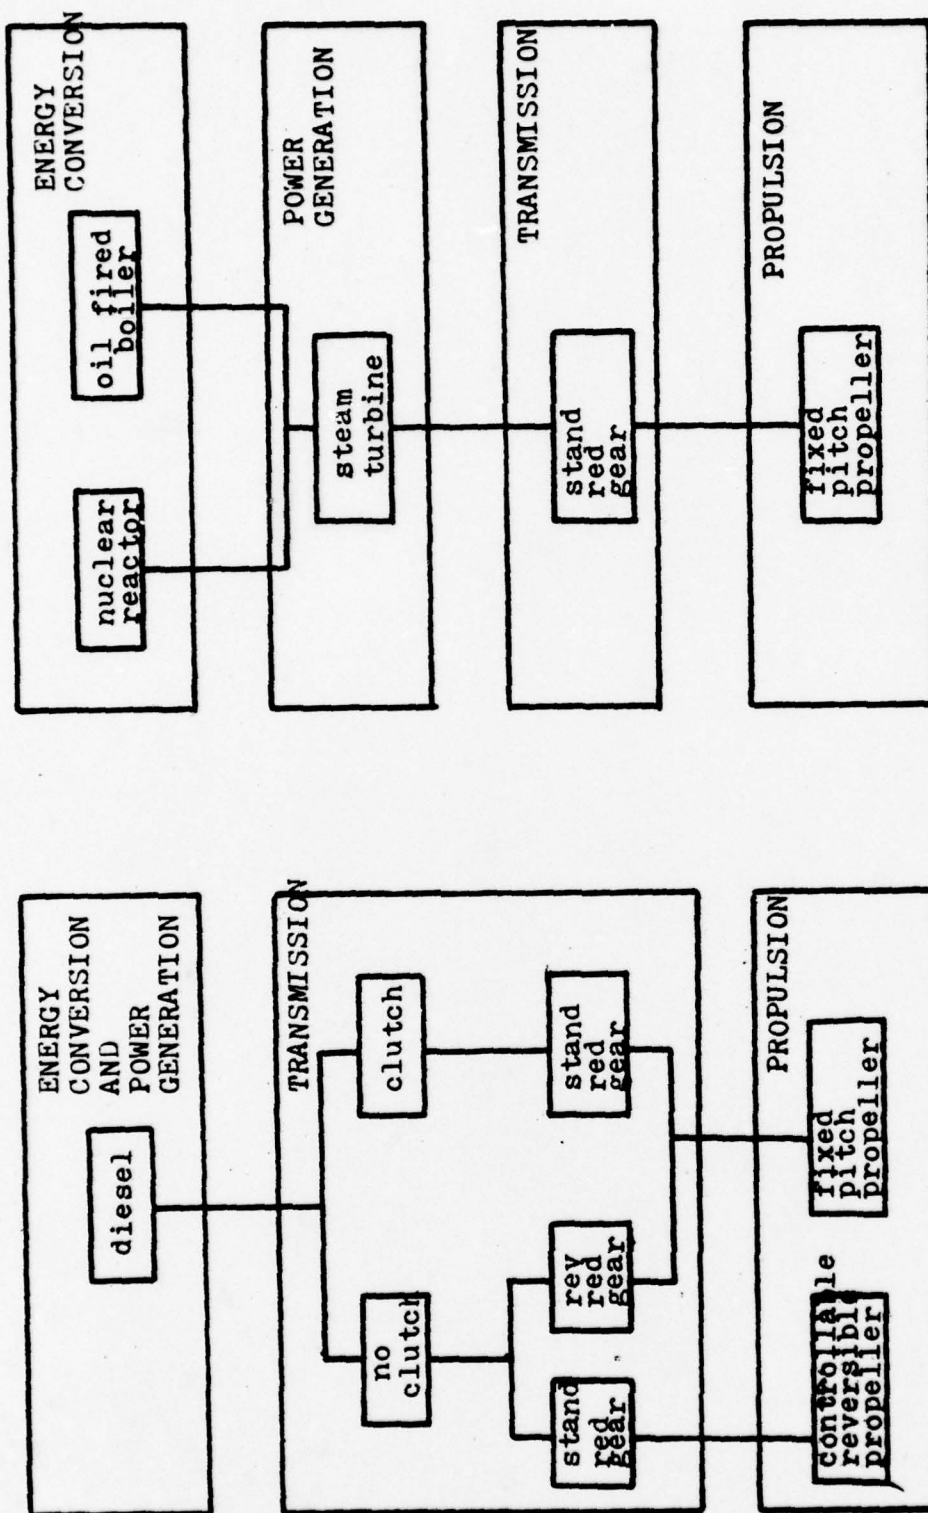 ENERGY
CONVERSION
AND
POWER
GENERATION
diesel
TRANSMISSION
no
clutch
clutch
stand
red
gear
rev
red
gear
stand
red
gear
PROPULSION
controllable
reversible
propeller
fixed
pitch
propeller
ENERGY
CONVERSION
nuclear
reactor
oil fired
boiler
POWER
GENERATION
steam
turbine
TRANSMISSION
stand
red
gear
PROPULSION
fixed
pitch
propeller